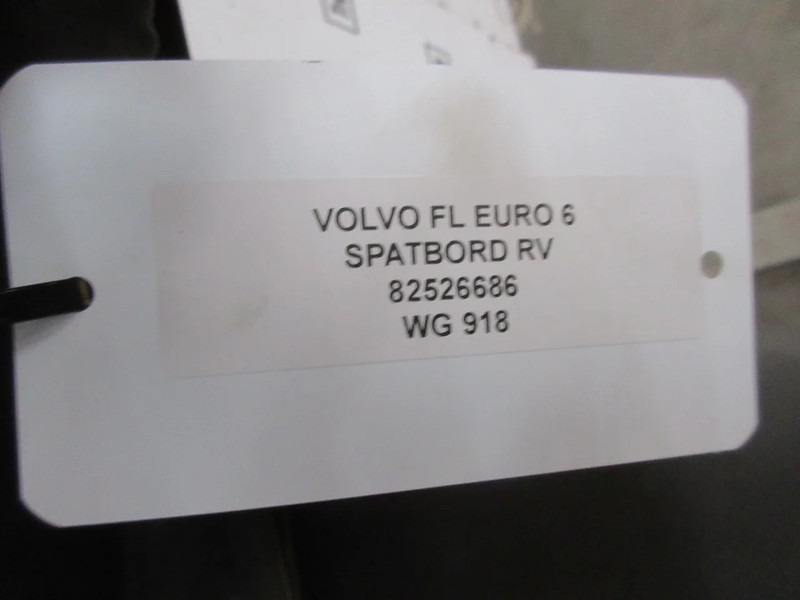 VOLVO FL EURO 6
SPATBORD RV
82526686
WG 918